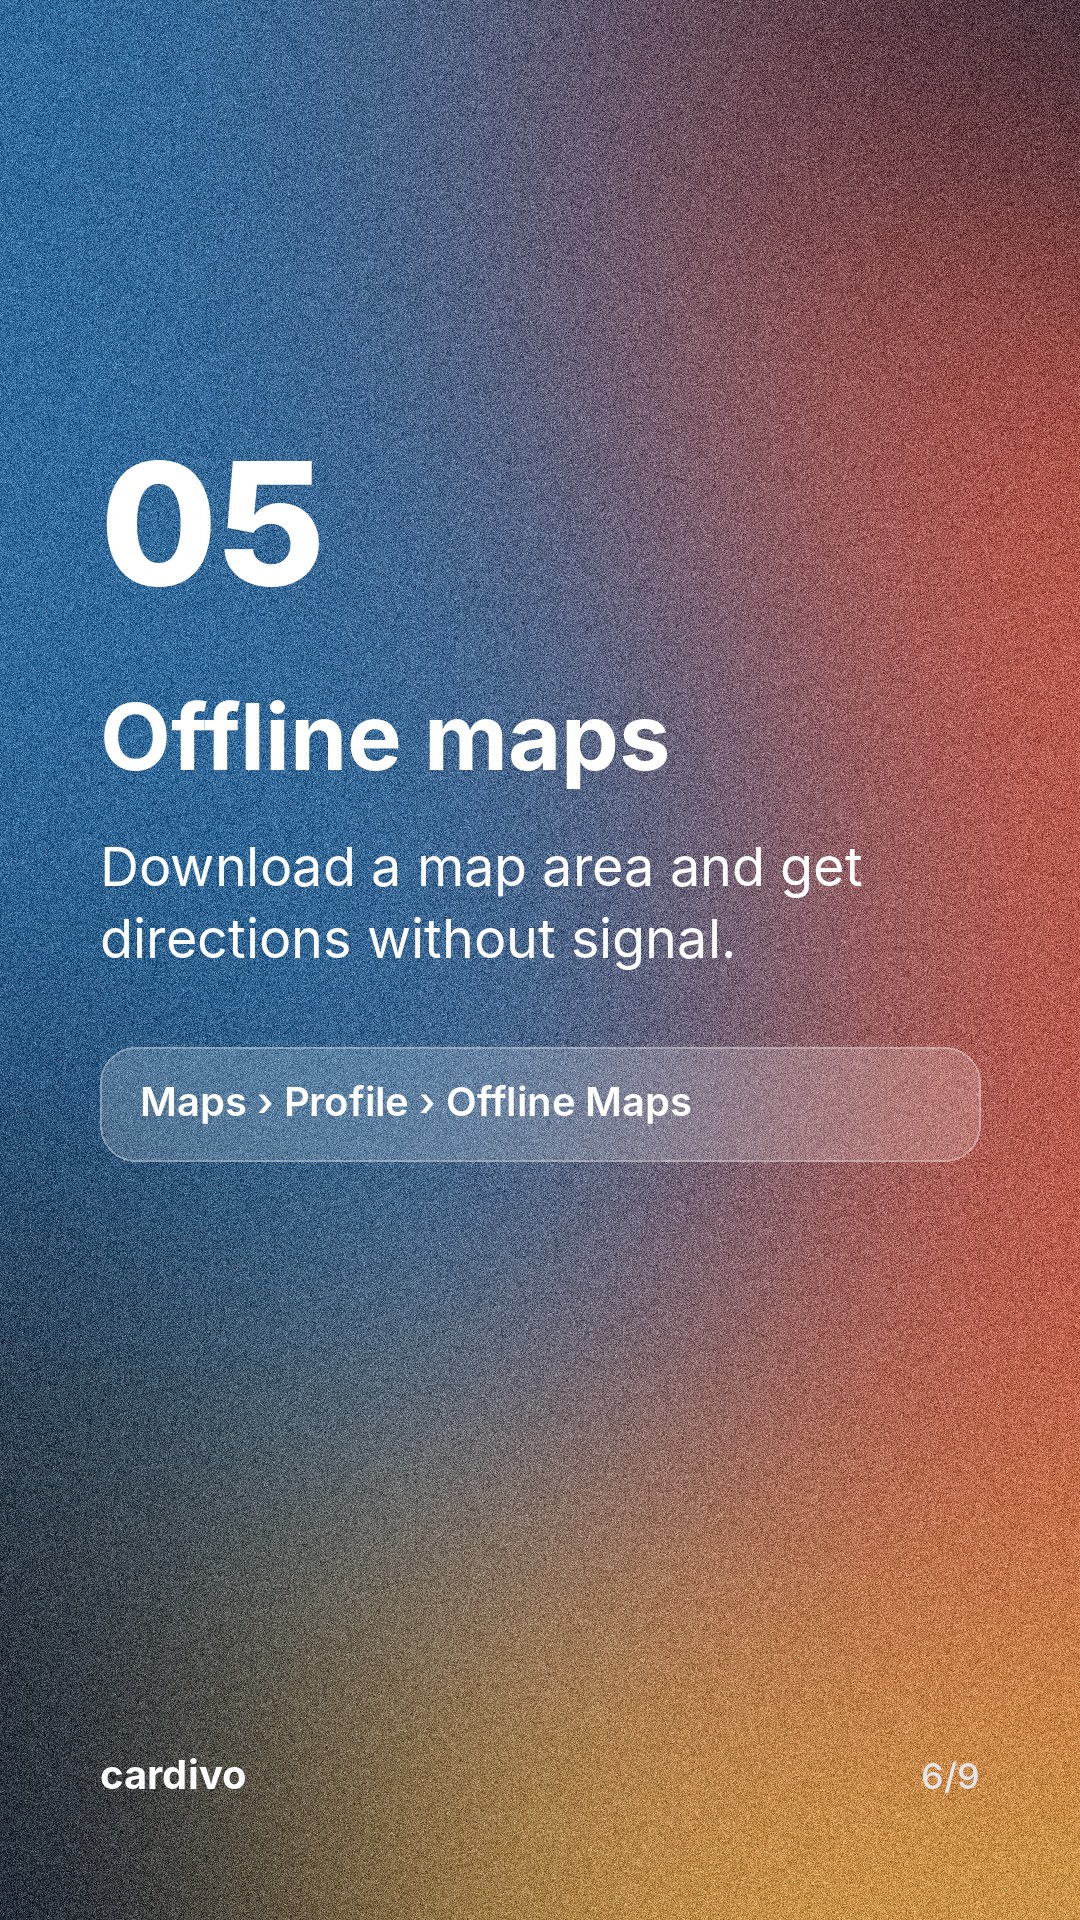 05
Offline maps
Download a map area and get
directions without signal.
Maps › Profile › Offline Maps
cardivo
6/9